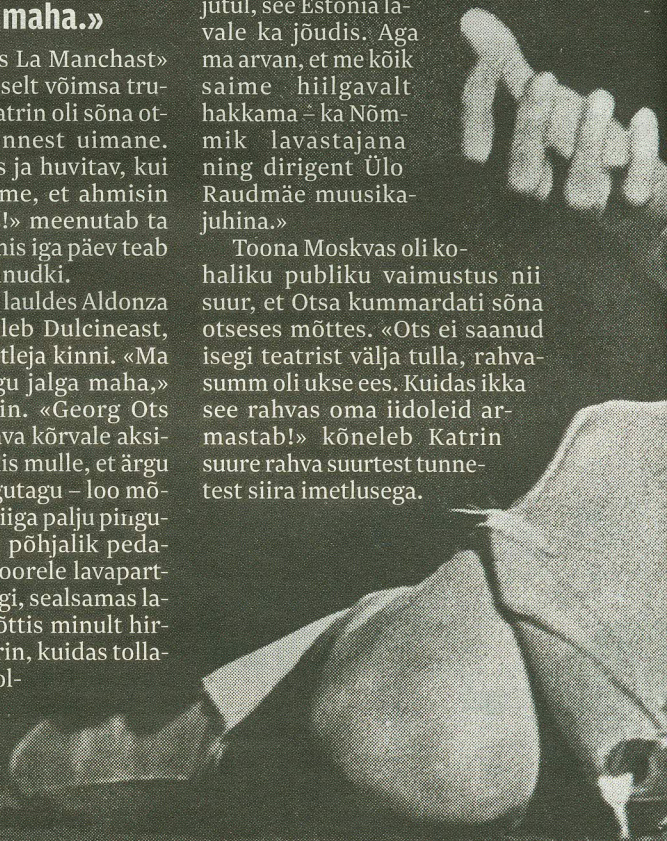 maha.»
s La Manchast»
selt võimsa tru-
atrin oli sõna ot-
nnest uimane.
s ja huvitav, kui
me, et ahmisin
!» meenutab ta
nis iga päev teab
nudki.
lauldes Aldonza
leb Dulcineast,
tleja kinni. «Ma
gu jalga maha,»
in. «Georg Ots
va kõrvale aksi-
is mulle, et ärgu
gutagu – loo mõ-
iiga palju pingu-
põhjalik peda-
oorele lavapart-
gi, sealsamas la-
õttis minult hir-
rin, kuidas tolla-
ol-
jutul, see Estonia la-
vale ka jõudis. Aga
ma arvan, et me kõik
saime hiilgavalt
hakkama – ka Nõm-
mik lavastajana
ning dirigent Ülo
Raudmäe muusika-
juhina.»
Toona Moskvas oli ko-
haliku publiku vaimustus nii
suur, et Otsa kummardati sõna
otseses mõttes. «Ots ei saanud
isegi teatrist välja tulla, rahva-
summ oli ukse ees. Kuidas ikka
see rahvas oma iidoleid ar-
mastab!» kõneleb Katrin
suure rahva suurtest tunne-
test siira imetlusega.